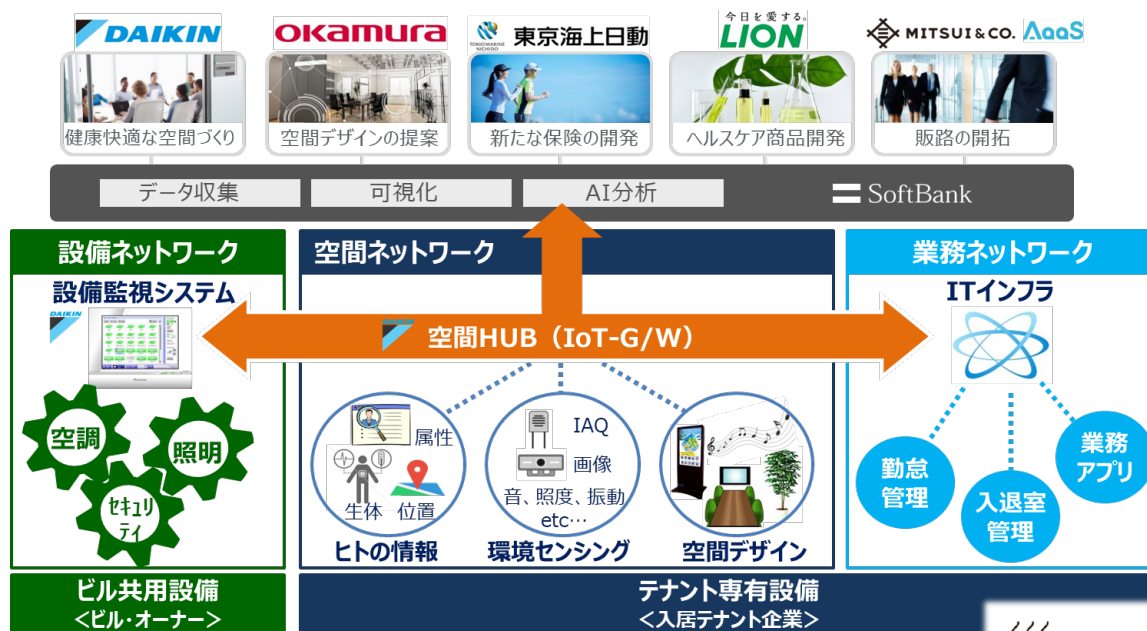 DAIKIN
okamura
TOKIO MARINE
NICHIDO
東京海上日動
今日を愛する。
LION
MITSUI & CO.
AaaS
健康快適な空間づくり
空間デザインの提案
新たな保険の開発
ヘルスケア商品開発
販路の開拓
データ収集
可視化
AI分析
SoftBank
設備ネットワーク
空間ネットワーク
業務ネットワーク
設備監視システム
ITインフラ
DAIKIN
空間HUB（IoT-G/W）
空調
照明
セキュリ
ティ
属性
生体
位置
ヒトの情報
IAQ
画像
音、照度、振動
etc…
環境センシング
空間デザイン
勤怠
管理
入退室
管理
業務
アプリ
ビル共用設備
<ビル・オーナー>
テナント専有設備
<入居テナント企業>